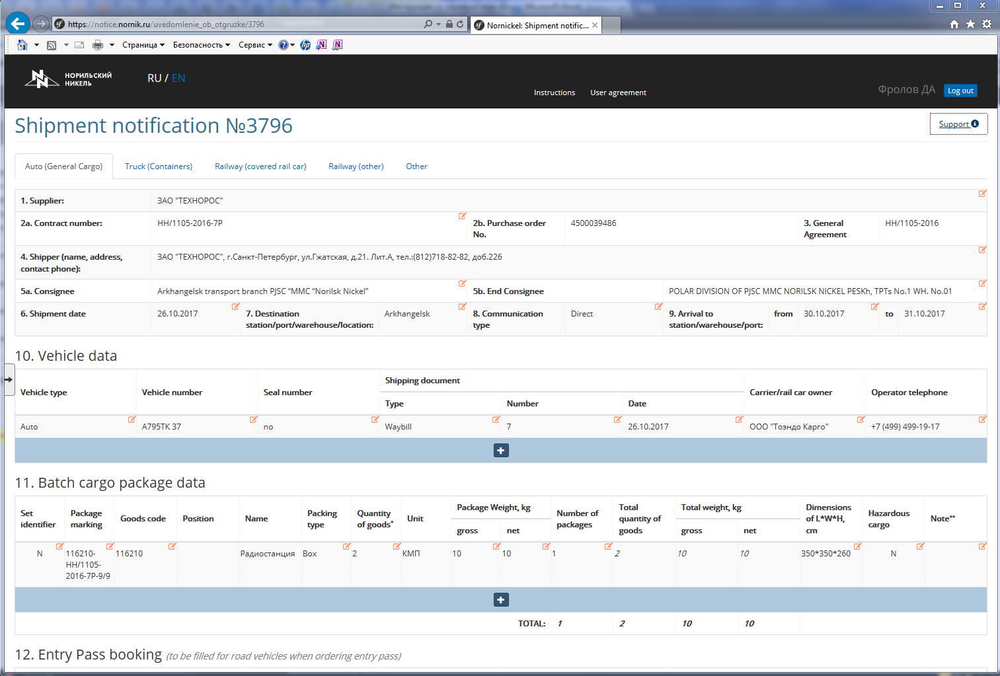 https://notice.nornik.ru/uvedomlenie_ob_otgruzke/3796
Nornickel: Shipment notific...
Страница
Безопасность
Сервис
НОРИЛЬСКИЙ
НИКЕЛЬ
RU / EN
Instructions
User agreement
Фролов ДА
Log out
Shipment notification №3796
Support
Auto (General Cargo)
Truck (Containers)
Railway (covered rail car)
Railway (other)
Other
1. Supplier:
ЗАО "ТЕХНОРОС"
2a. Contract number:
НН/1105-2016-7Р
2b. Purchase order
No.
4500039486
3. General
Agreement
НН/1105-2016
4. Shipper (name, address,
contact phone):
ЗАО "ТЕХНОРОС", г.Санкт-Петербург, ул.Гжатская, д.21. Лит.А, тел.:(812)718-82-82, доб.226
5a. Consignee
Arkhangelsk transport branch PJSC “MMC “Norilsk Nickel”
5b. End Consignee
POLAR DIVISION OF PJSC MMC NORILSK NICKEL PESKh, TPTs No.1 WH. No.01
6. Shipment date
26.10.2017
7. Destination
station/port/warehouse/location:
Arkhangelsk
8. Communication
type
Direct
9. Arrival to
station/warehouse/port:
from
30.10.2017
to
31.10.2017
10. Vehicle data
Vehicle type
Vehicle number
Seal number
Shipping document
Type
Number
Date
Carrier/rail car owner
Operator telephone
Auto
А795ТК 37
no
Waybill
7
26.10.2017
ООО "Тоэндо Карго"
+7 (499) 499-19-17
11. Batch cargo package data
Set
identifier
Package
marking
Goods code
Position
Name
Packing
type
Quantity
of goods*
Unit
Package Weight, kg
gross
net
Number of
packages
Total
quantity of
goods
Total weight, kg
gross
net
Dimensions
of L*W*H,
cm
Hazardous
cargo
Note**
N
116210-
НН/1105-
2016-7Р-9/9
116210
Радиостанция
Box
2
КМП
10
10
1
2
10
10
350*350*260
N
TOTAL:
1
2
10
10
12. Entry Pass booking (to be filled for road vehicles when ordering entry pass)